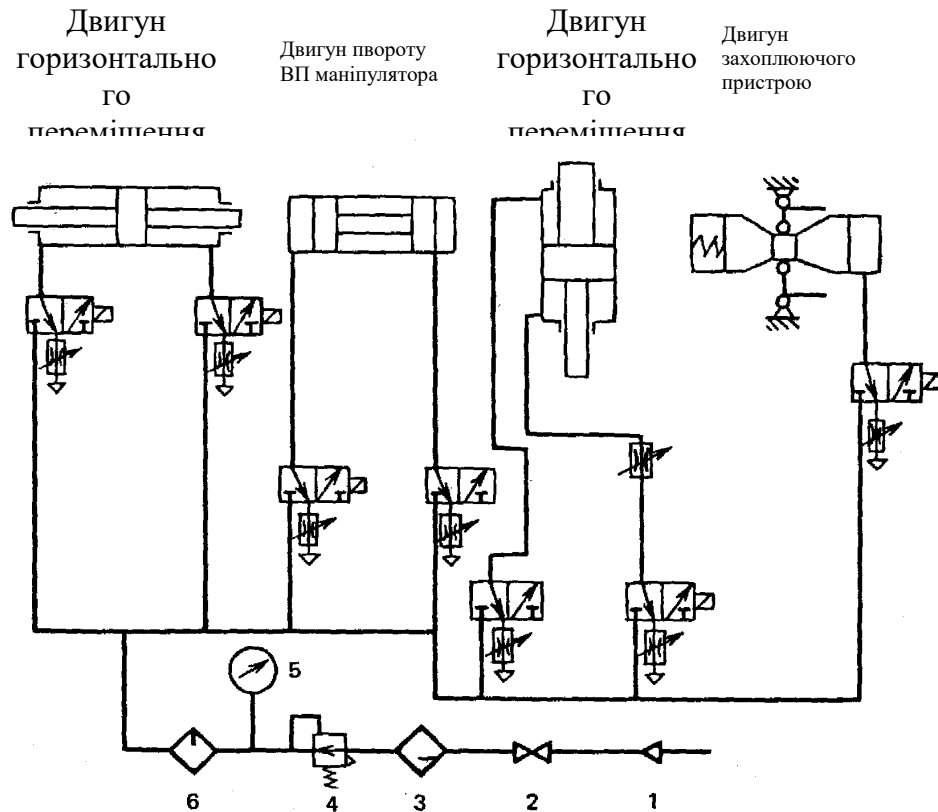 Двигун
горизонтально
го
переміщення
Двигун пвороту
ВП маніпулятора
Двигун
горизонтально
го
переміщення
Двигун
захоплюючого
пристрою
5
6
4
3
2
1